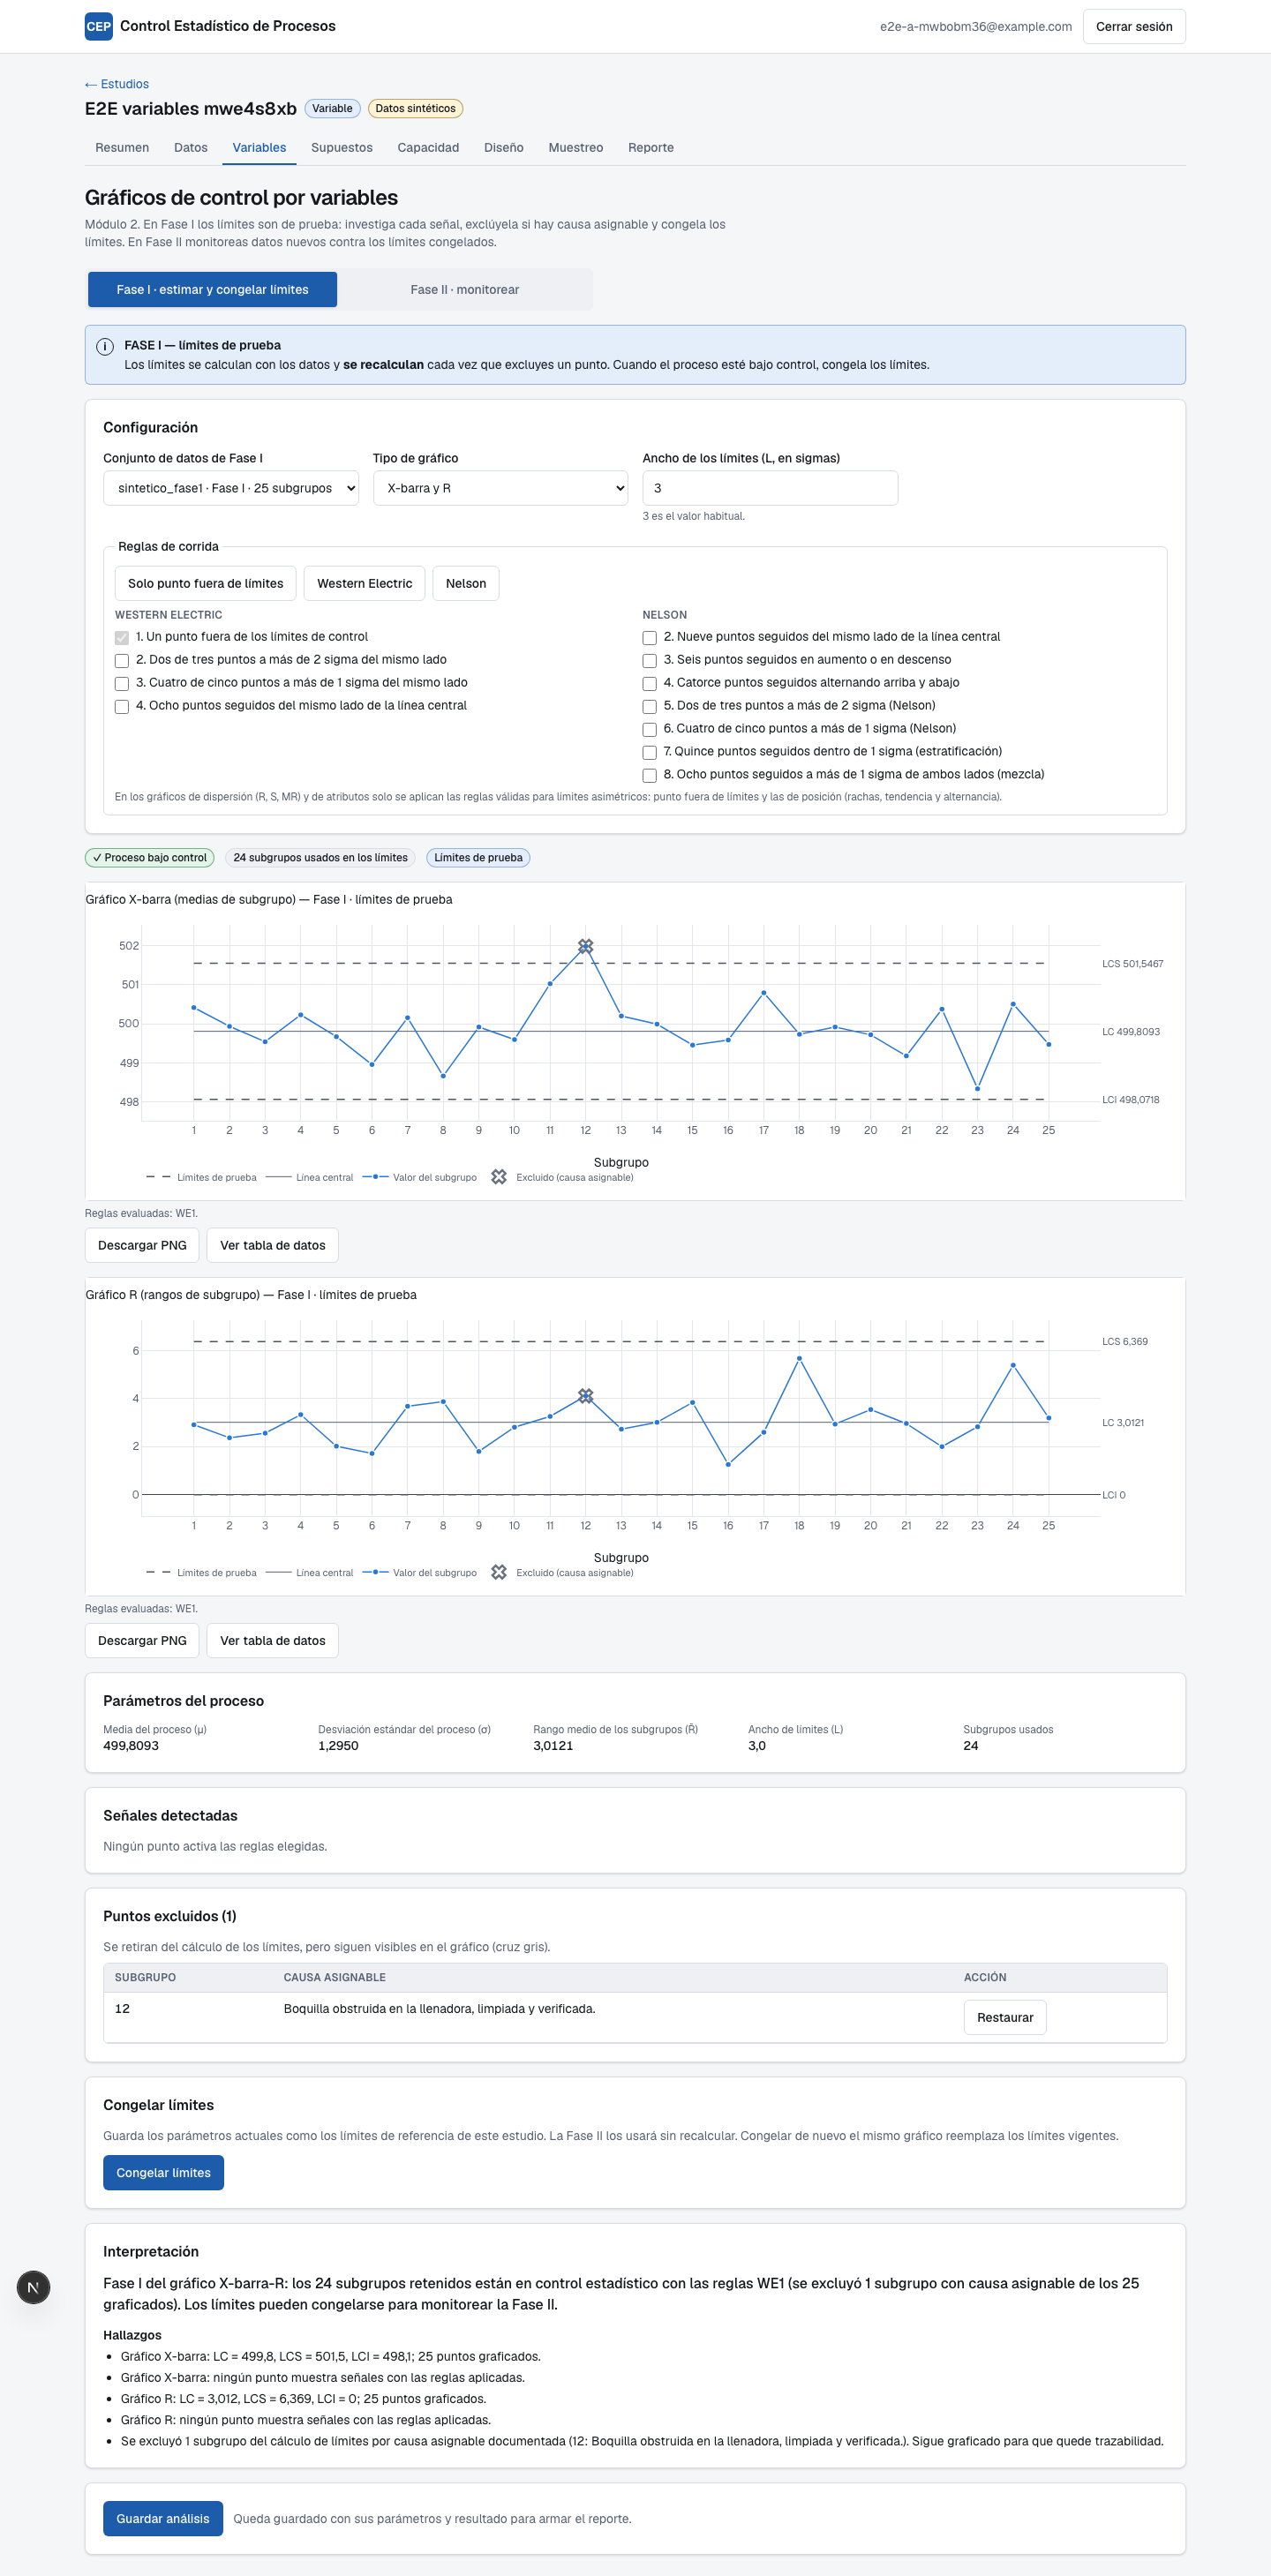 CEP Control Estadístico de Procesos
e2e-a-mwbobm36@example.com
Cerrar sesión
← Estudios
E2E variables mwe4s8xb Variable Datos sintéticos
Resumen Datos Variables Supuestos Capacidad Diseño Muestreo Reporte
Gráficos de control por variables
Módulo 2. En Fase I los límites son de prueba: investiga cada señal, exclúyela si hay causa asignable y congela los
límites. En Fase II monitoreas datos nuevos contra los límites congelados.
Fase I · estimar y congelar límites
Fase II · monitorear
i FASE I — límites de prueba
Los límites se calculan con los datos y se recalculan cada vez que excluyes un punto. Cuando el proceso esté bajo control, congela los límites.
Configuración
Conjunto de datos de Fase I
sintetico_fase1 · Fase I · 25 subgrupos
Tipo de gráfico
X-barra y R
Ancho de los límites (L, en sigmas)
3
3 es el valor habitual.
Reglas de corrida
Solo punto fuera de límites
Western Electric
Nelson
WESTERN ELECTRIC
1. Un punto fuera de los límites de control
2. Dos de tres puntos a más de 2 sigma del mismo lado
3. Cuatro de cinco puntos a más de 1 sigma del mismo lado
4. Ocho puntos seguidos del mismo lado de la línea central
NELSON
2. Nueve puntos seguidos del mismo lado de la línea central
3. Seis puntos seguidos en aumento o en descenso
4. Catorce puntos seguidos alternando arriba y abajo
5. Dos de tres puntos a más de 2 sigma (Nelson)
6. Cuatro de cinco puntos a más de 1 sigma (Nelson)
7. Quince puntos seguidos dentro de 1 sigma (estratificación)
8. Ocho puntos seguidos a más de 1 sigma de ambos lados (mezcla)
En los gráficos de dispersión (R, S, MR) y de atributos solo se aplican las reglas válidas para límites asimétricos: punto fuera de límites y las de posición (rachas, tendencia y alternancia).
✓ Proceso bajo control
24 subgrupos usados en los límites
Límites de prueba
Gráfico X-barra (medias de subgrupo) — Fase I · límites de prueba
502
501
500
499
498
LCS 501,5467
LC 499,8093
LCI 498,0718
1 2 3 4 5 6 7 8 9 10 11 12 13 14 15 16 17 18 19 20 21 22 23 24 25
Subgrupo
Límites de prueba Línea central Valor del subgrupo Excluido (causa asignable)
Reglas evaluadas: WE1.
Descargar PNG
Ver tabla de datos
Gráfico R (rangos de subgrupo) — Fase I · límites de prueba
6
4
2
0
LCS 6,369
LC 3,0121
LCI 0
1 2 3 4 5 6 7 8 9 10 11 12 13 14 15 16 17 18 19 20 21 22 23 24 25
Subgrupo
Límites de prueba Línea central Valor del subgrupo Excluido (causa asignable)
Reglas evaluadas: WE1.
Descargar PNG
Ver tabla de datos
Parámetros del proceso
Media del proceso (μ)
499,8093
Desviación estándar del proceso (σ)
1,2950
Rango medio de los subgrupos (R̄)
3,0121
Ancho de límites (L)
3,0
Subgrupos usados
24
Señales detectadas
Ningún punto activa las reglas elegidas.
Puntos excluidos (1)
Se retiran del cálculo de los límites, pero siguen visibles en el gráfico (cruz gris).
SUBGRUPO CAUSA ASIGNABLE ACCIÓN
12 Boquilla obstruida en la llenadora, limpiada y verificada. Restaurar
Congelar límites
Guarda los parámetros actuales como los límites de referencia de este estudio. La Fase II los usará sin recalcular. Congelar de nuevo el mismo gráfico reemplaza los límites vigentes.
Congelar límites
N
Interpretación
Fase I del gráfico X-barra-R: los 24 subgrupos retenidos están en control estadístico con las reglas WE1 (se excluyó 1 subgrupo con causa asignable de los 25
graficados). Los límites pueden congelarse para monitorear la Fase II.
Hallazgos
• Gráfico X-barra: LC = 499,8, LCS = 501,5, LCI = 498,1; 25 puntos graficados.
• Gráfico X-barra: ningún punto muestra señales con las reglas aplicadas.
• Gráfico R: LC = 3,012, LCS = 6,369, LCI = 0; 25 puntos graficados.
• Gráfico R: ningún punto muestra señales con las reglas aplicadas.
• Se excluyó 1 subgrupo del cálculo de límites por causa asignable documentada (12: Boquilla obstruida en la llenadora, limpiada y verificada.). Sigue graficado para que quede trazabilidad.
Guardar análisis
Queda guardado con sus parámetros y resultado para armar el reporte.